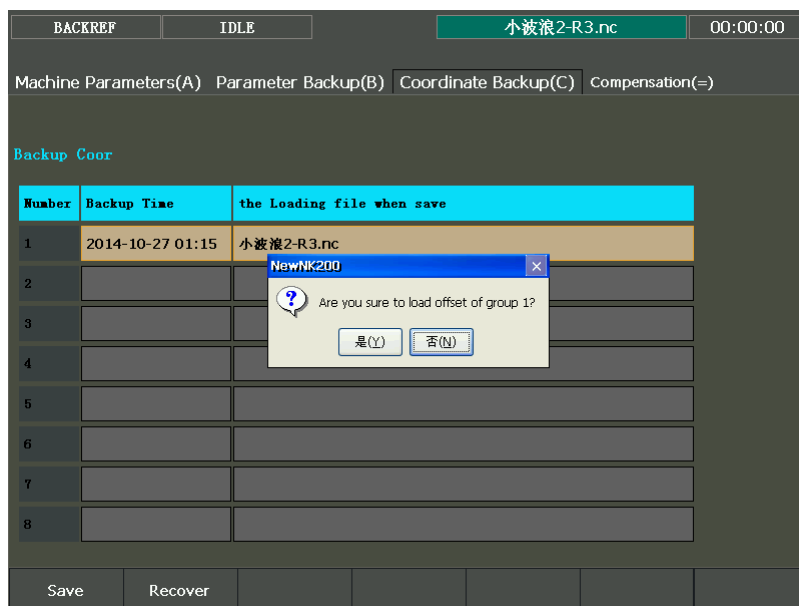 BACKREF IDLE 小波浪2-R3.nc 00:00:00
Machine Parameters(A) Parameter Backup(B) Coordinate Backup(C) Compensation(=)
Backup Coor
Number Backup Time the Loading file when save
1 2014-10-27 01:15 小波浪2-R3.nc
NewNK200
2
Are you sure to load offset of group 1?
3
是(Y) 否(N)
4
5
6
7
8
Save Recover